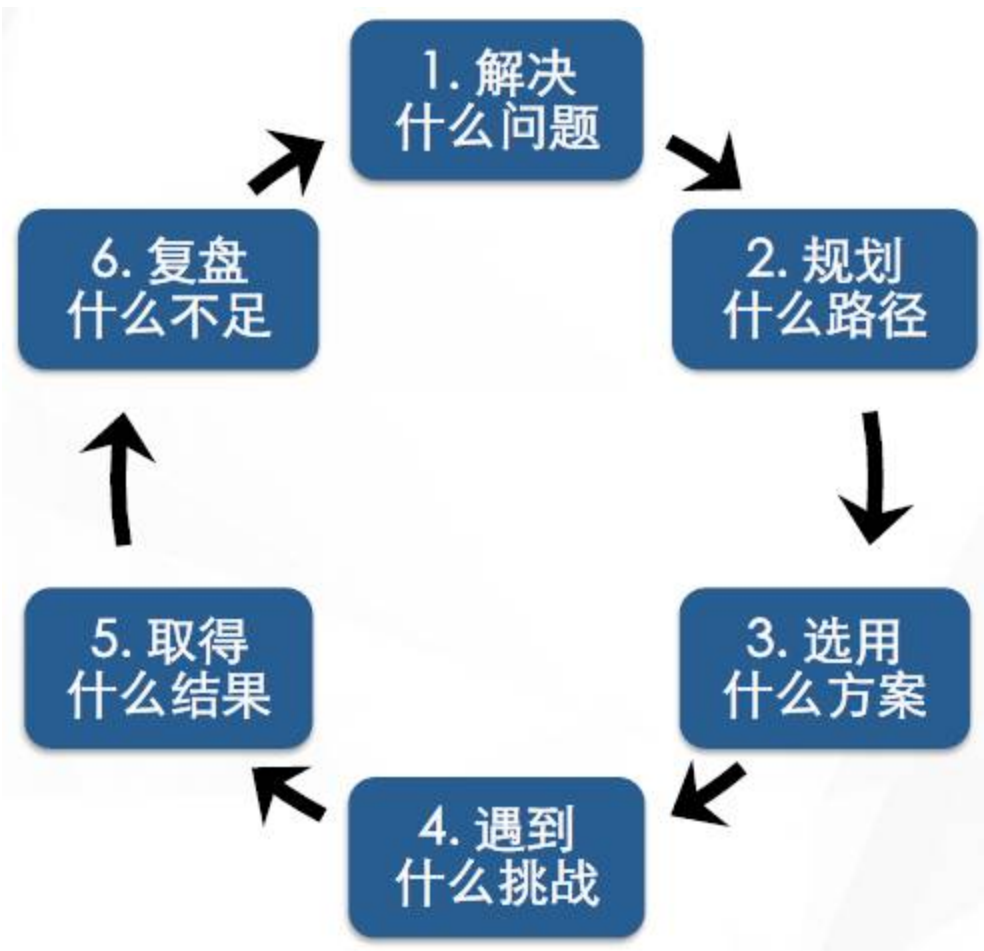 1. 解决
什么问题
2. 规划
什么路径
3. 选用
什么方案
4. 遇到
什么挑战
5. 取得
什么结果
6. 复盘
什么不足